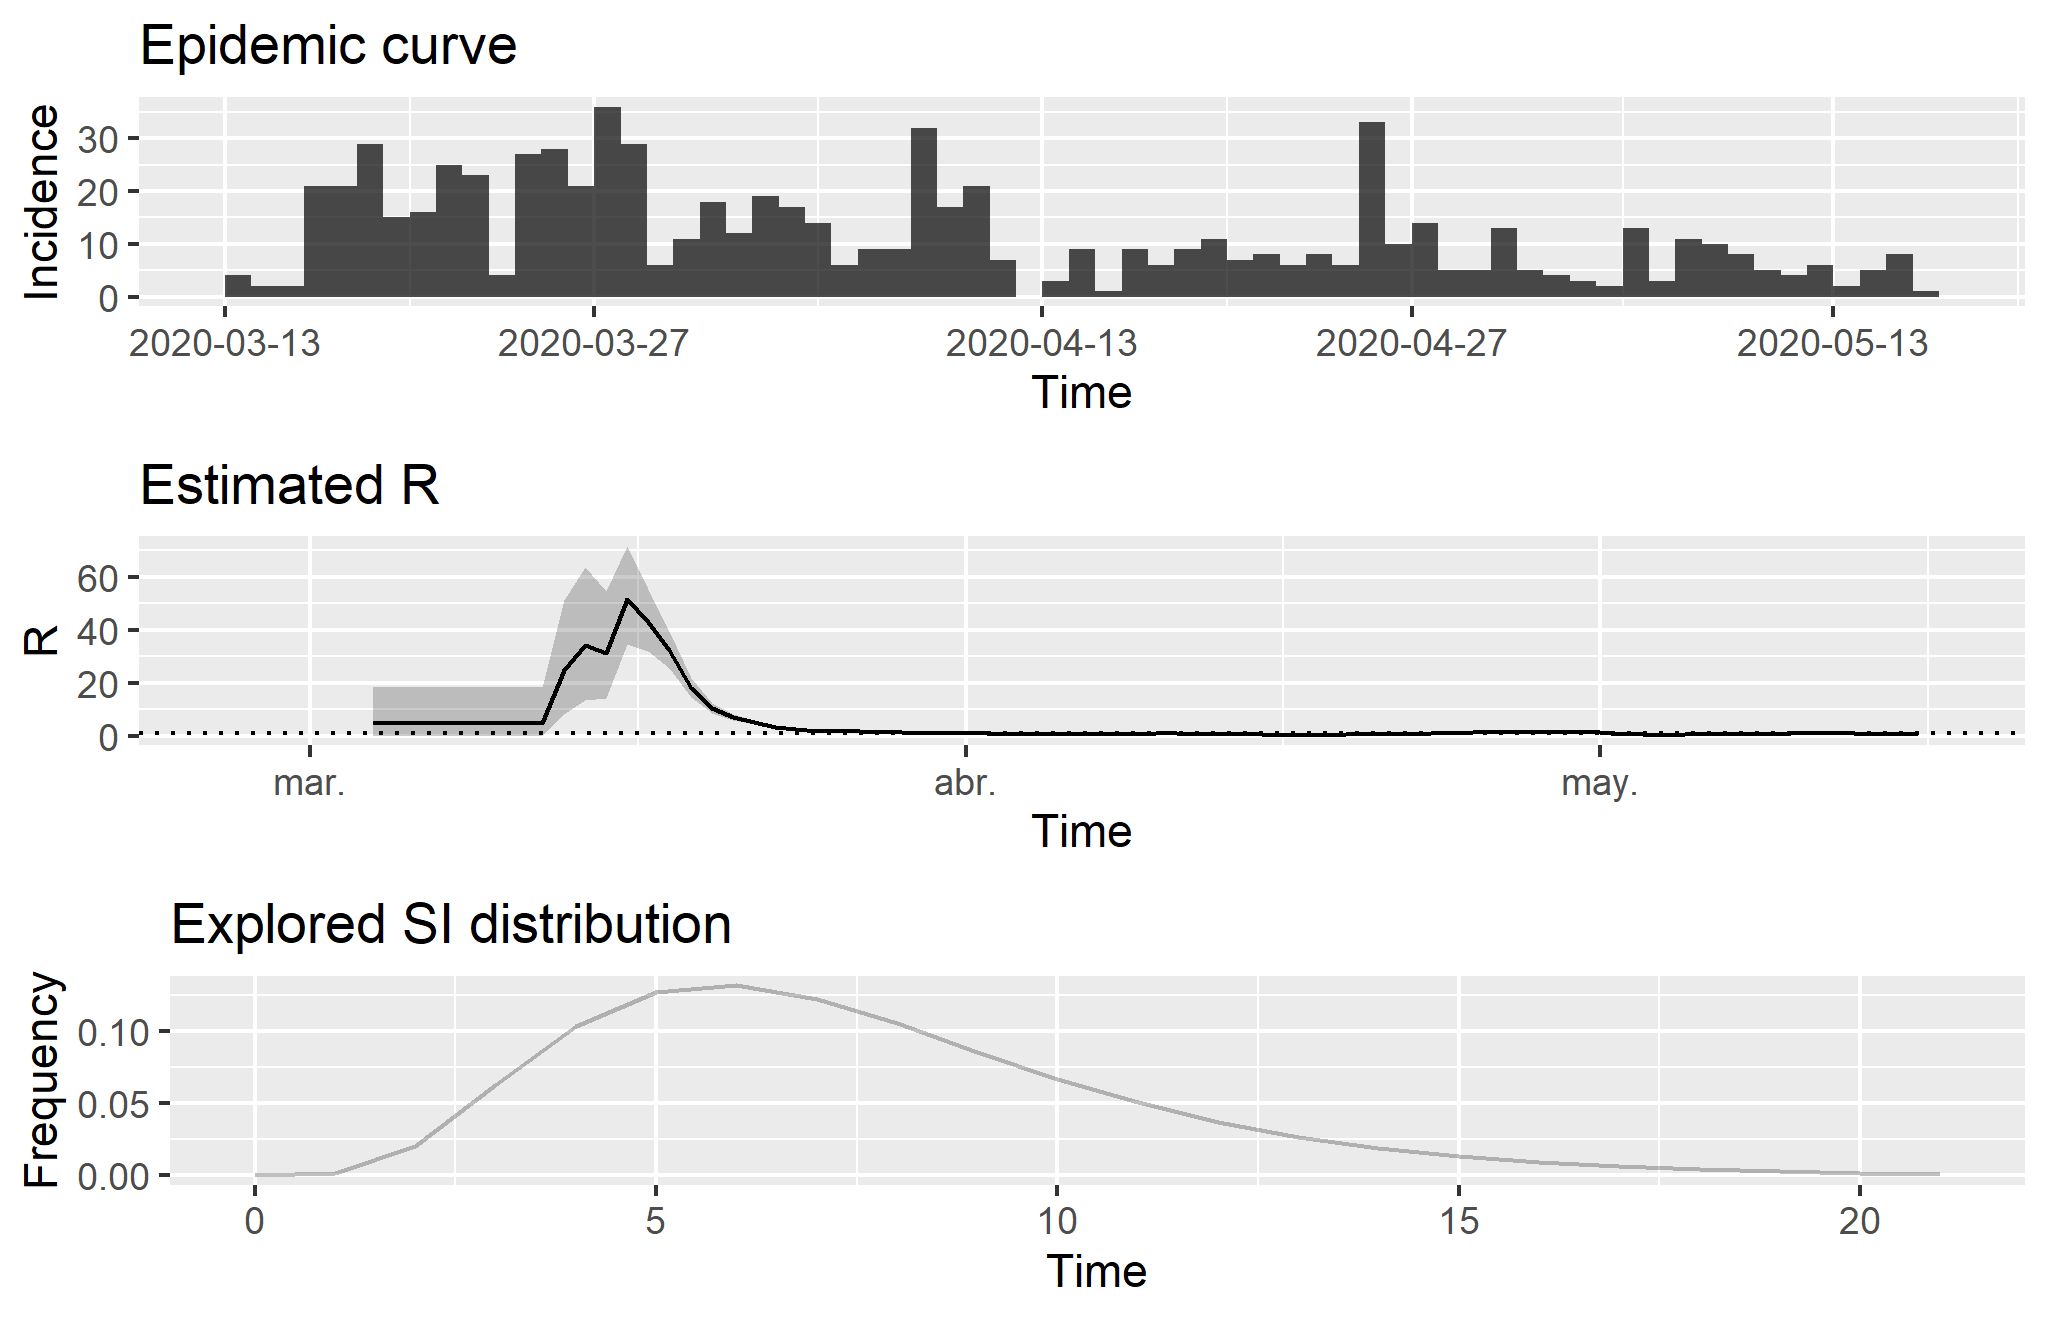 Epidemic curve
Incidence
30
20
10
0
2020-03-13 2020-03-27 2020-04-13 2020-04-27 2020-05-13
Time
Estimated R
R
60
40
20
0
mar. abr. may.
Time
Explored SI distribution
Frequency
0.10
0.05
0.00
0 5 10 15 20
Time